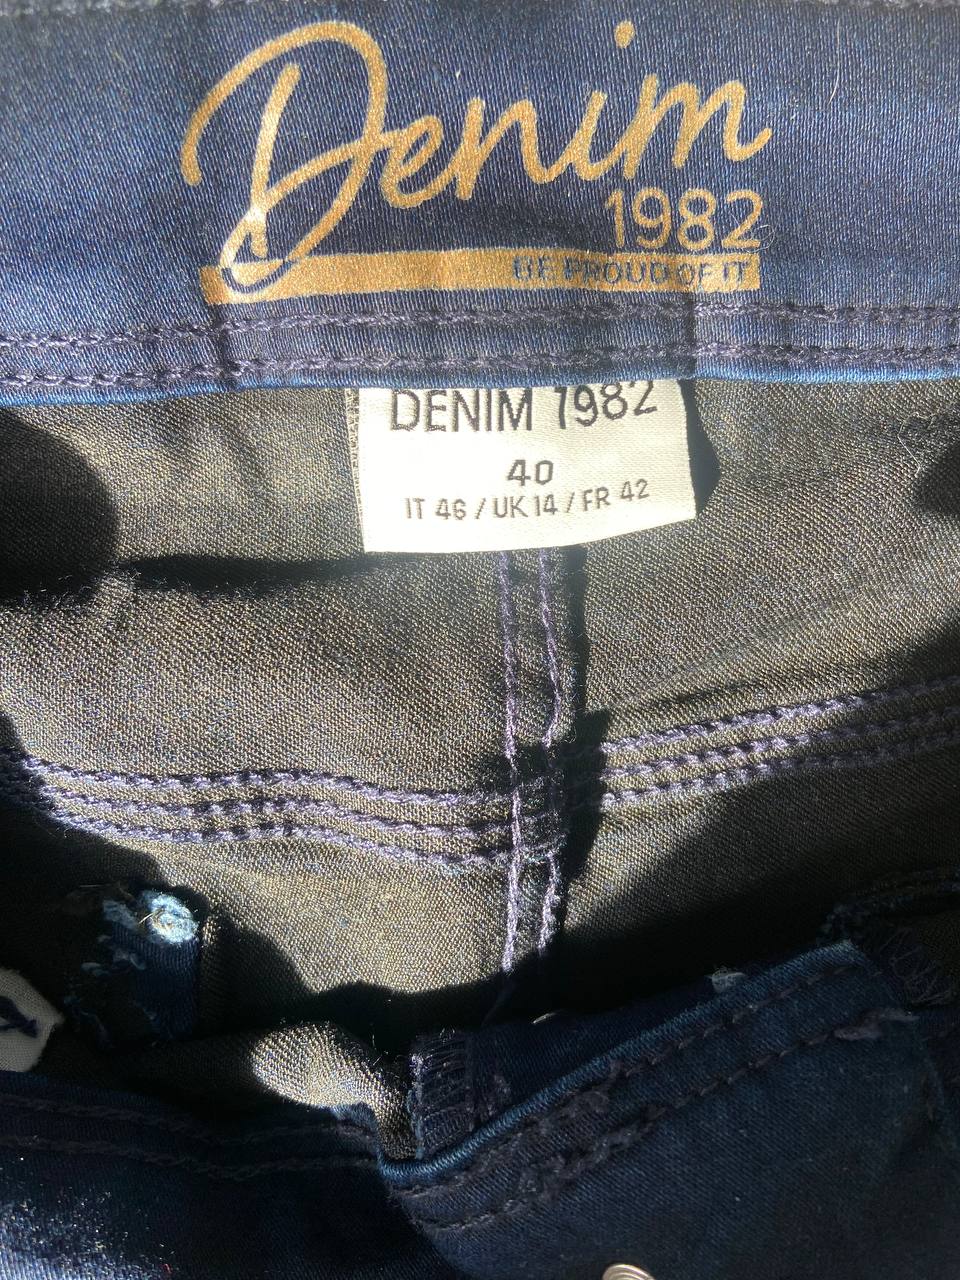 Denim
1982
BE PROUD OF IT
DENIM 1982
40
IT 46 / UK 14 / FR 42